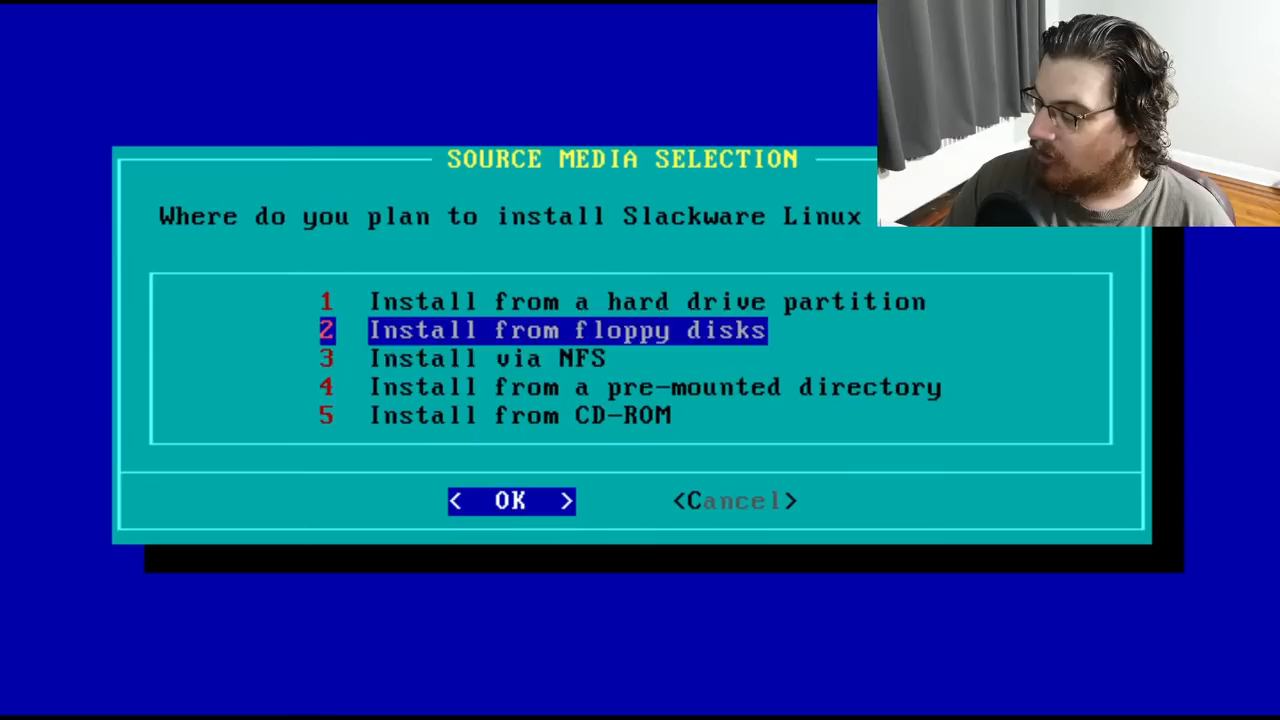 SOURCE MEDIA SELECTION
Where do you plan to install Slackware Linux
1 Install from a hard drive partition
2 Install from floppy disks
3 Install via NFS
4 Install from a pre-mounted directory
5 Install from CD-ROM
< OK > <Cancel>